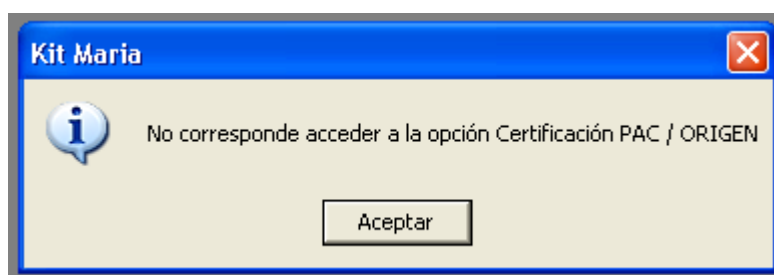 Kit Maria
No corresponde acceder a la opción Certificación PAC / ORIGEN
Aceptar